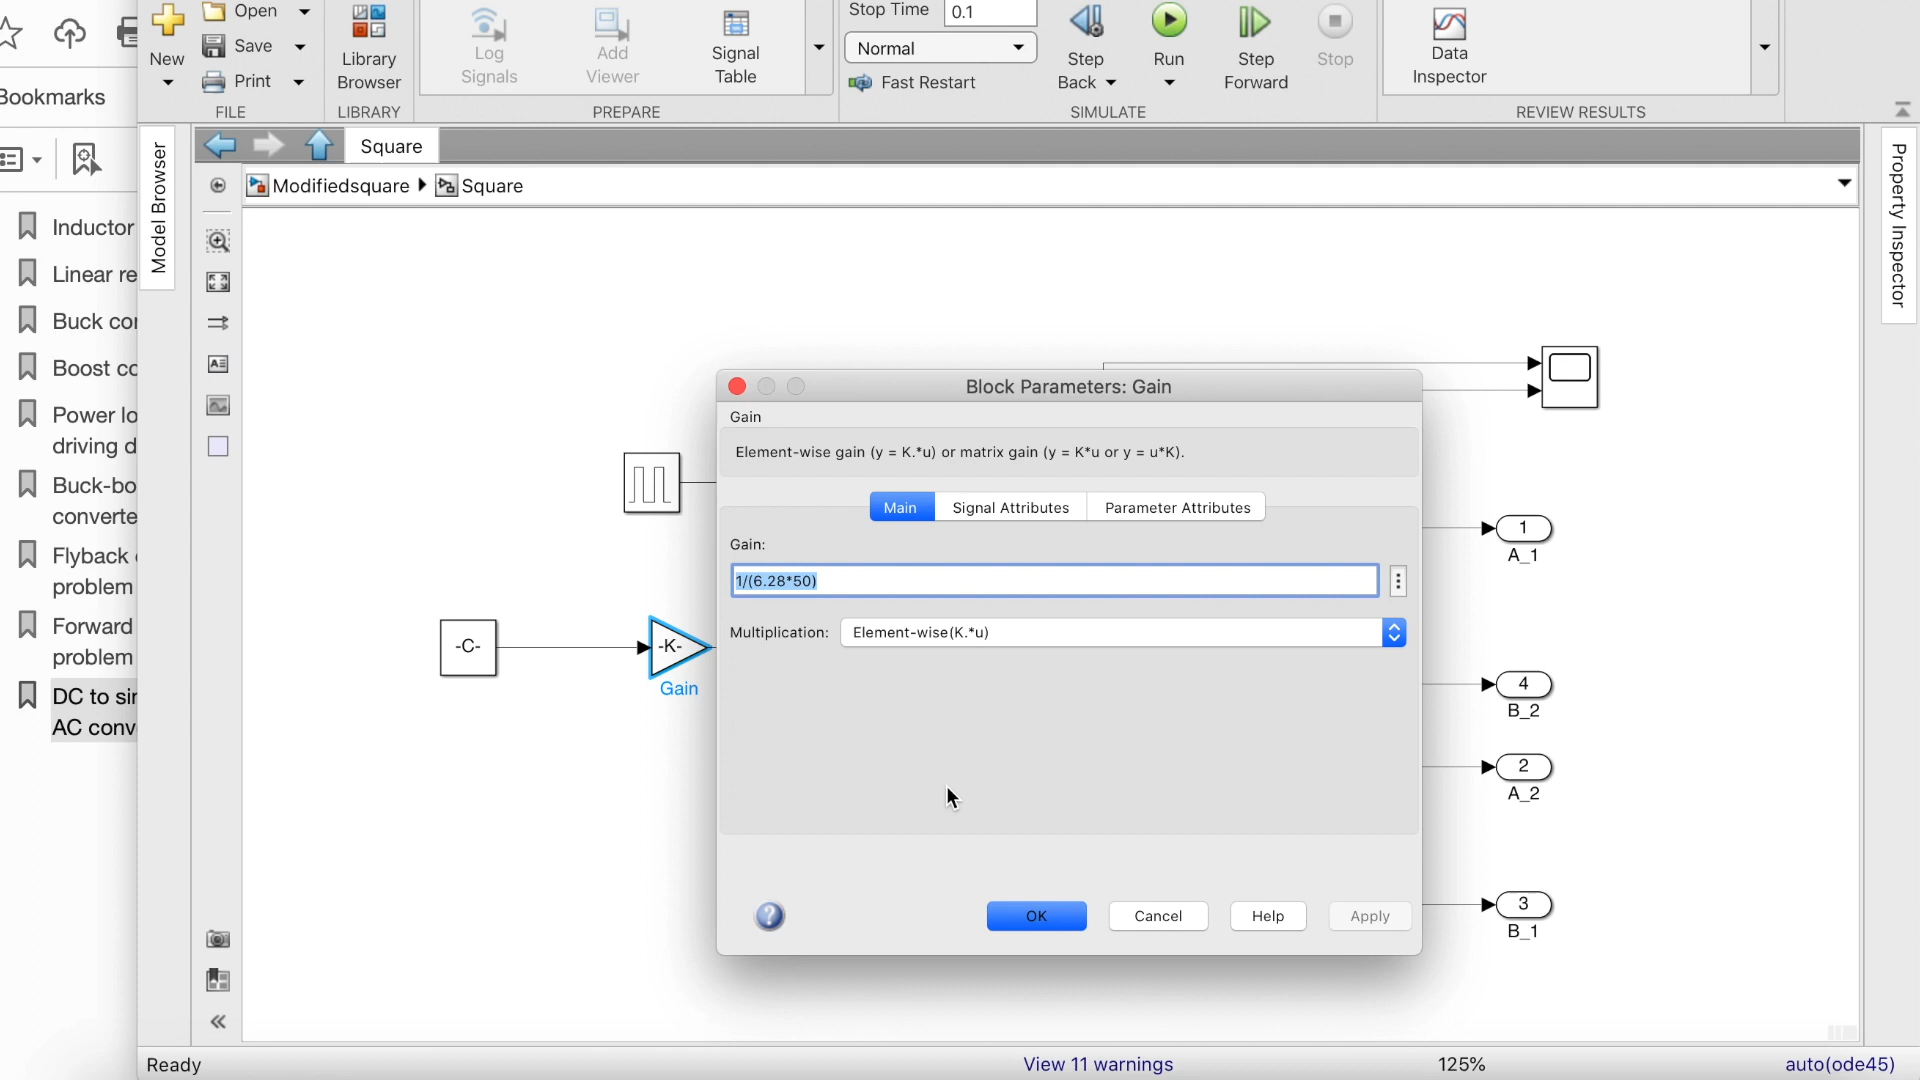 Open
Save
Print
New
FILE
Library
Browser
LIBRARY
Log
Signals
Add
Viewer
Signal
Table
PREPARE
Stop Time 0.1
Normal
Fast Restart
Step
Back
Run
Step
Forward
Stop
SIMULATE
Data
Inspector
REVIEW RESULTS
Bookmarks
Inductor
Linear re
Buck con
Boost co
Power lo
driving d
Buck-bo
converte
Flyback
problem
Forward
problem
DC to sin
AC conv
Model Browser
Square
Modifiedsquare Square
Property Inspector
Block Parameters: Gain
Gain
Element-wise gain (y = K.*u) or matrix gain (y = K*u or y = u*K).
Main Signal Attributes Parameter Attributes
Gain:
1/(6.28*50)
Multiplication: Element-wise(K.*u)
OK Cancel Help Apply
-C-
-K-
Gain
1
A_1
4
B_2
2
A_2
3
B_1
Ready View 11 warnings 125% auto(ode45)